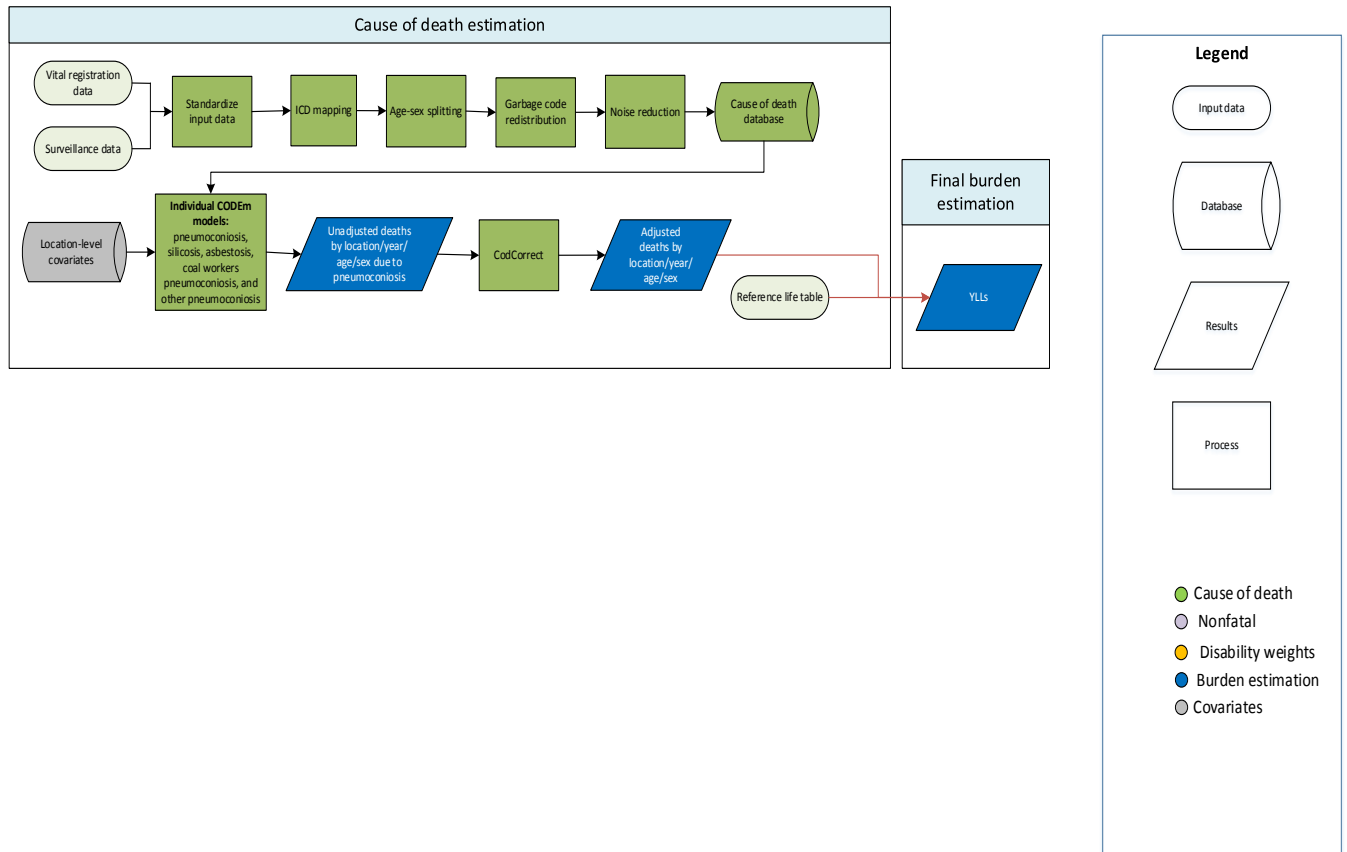 Cause of death estimation
Vital registration
data
Surveillance data
Standardize
input data
ICD mapping
Age-sex splitting
Garbage code
redistribution
Noise reduction
Cause of death
database
Location-level
covariates
Individual CODEm
models:
pneumoconiosis,
silicosis, asbestosis,
coal workers
pneumoconiosis, and
other pneumoconiosis
Unadjusted deaths
by location/year/
age/sex due to
pneumoconiosis
CodCorrect
Adjusted
deaths by
location/year/
age/sex
Reference life table
Final burden
estimation
YLLs
Legend
Input data
Database
Results
Process
Cause of death
Nonfatal
Disability weights
Burden estimation
Covariates